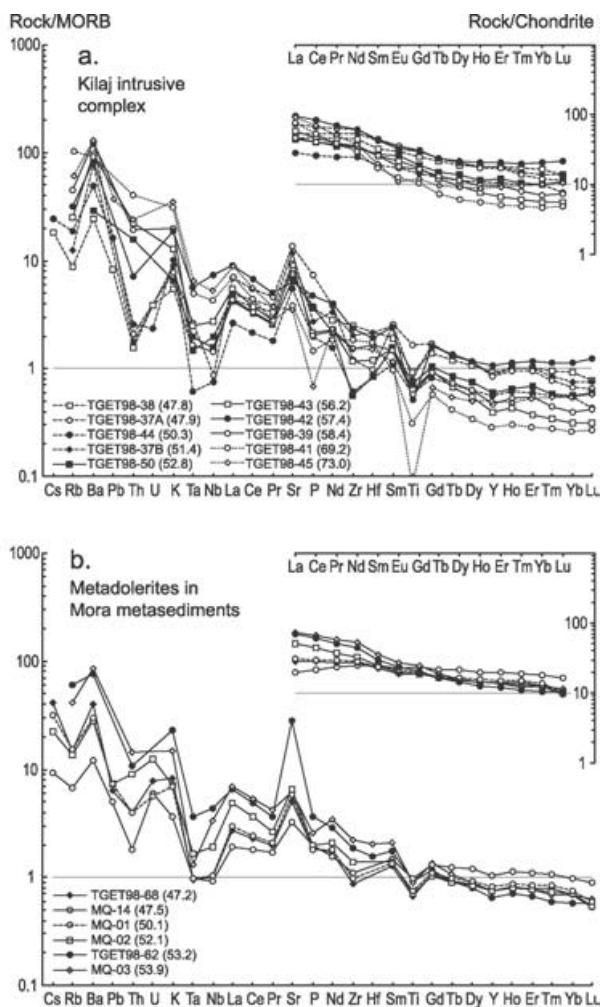 Rock/MORB
Rock/Chondrite
1000
a.
Kilaj intrusive
complex
La Ce Pr Nd Sm Eu Gd Tb Dy Ho Er Tm Yb Lu
100
100
10
10
1
1
0.1
TGET98-38 (47.8)
TGET98-37A (47.9)
TGET98-44 (50.3)
TGET98-37B (51.4)
TGET98-50 (52.8)
TGET98-43 (56.2)
TGET98-42 (57.4)
TGET98-39 (58.4)
TGET98-41 (69.2)
TGET98-45 (73.0)
Cs Rb Ba Pb Th U K Ta Nb La Ce Pr Sr P Nd Zr Hf Sm Ti Gd Tb Dy Y Ho Er Tm Yb Lu
1000
b.
Metadolerites in
Mora metasediments
La Ce Pr Nd Sm Eu Gd Tb Dy Ho Er Tm Yb Lu
100
100
10
10
1
1
0.1
TGET98-68 (47.2)
MQ-14 (47.5)
MQ-01 (50.1)
MQ-02 (52.1)
TGET98-62 (53.2)
MQ-03 (53.9)
Cs Rb Ba Pb Th U K Ta Nb La Ce Pr Sr P Nd Zr Hf Sm Ti Gd Tb Dy Y Ho Er Tm Yb Lu